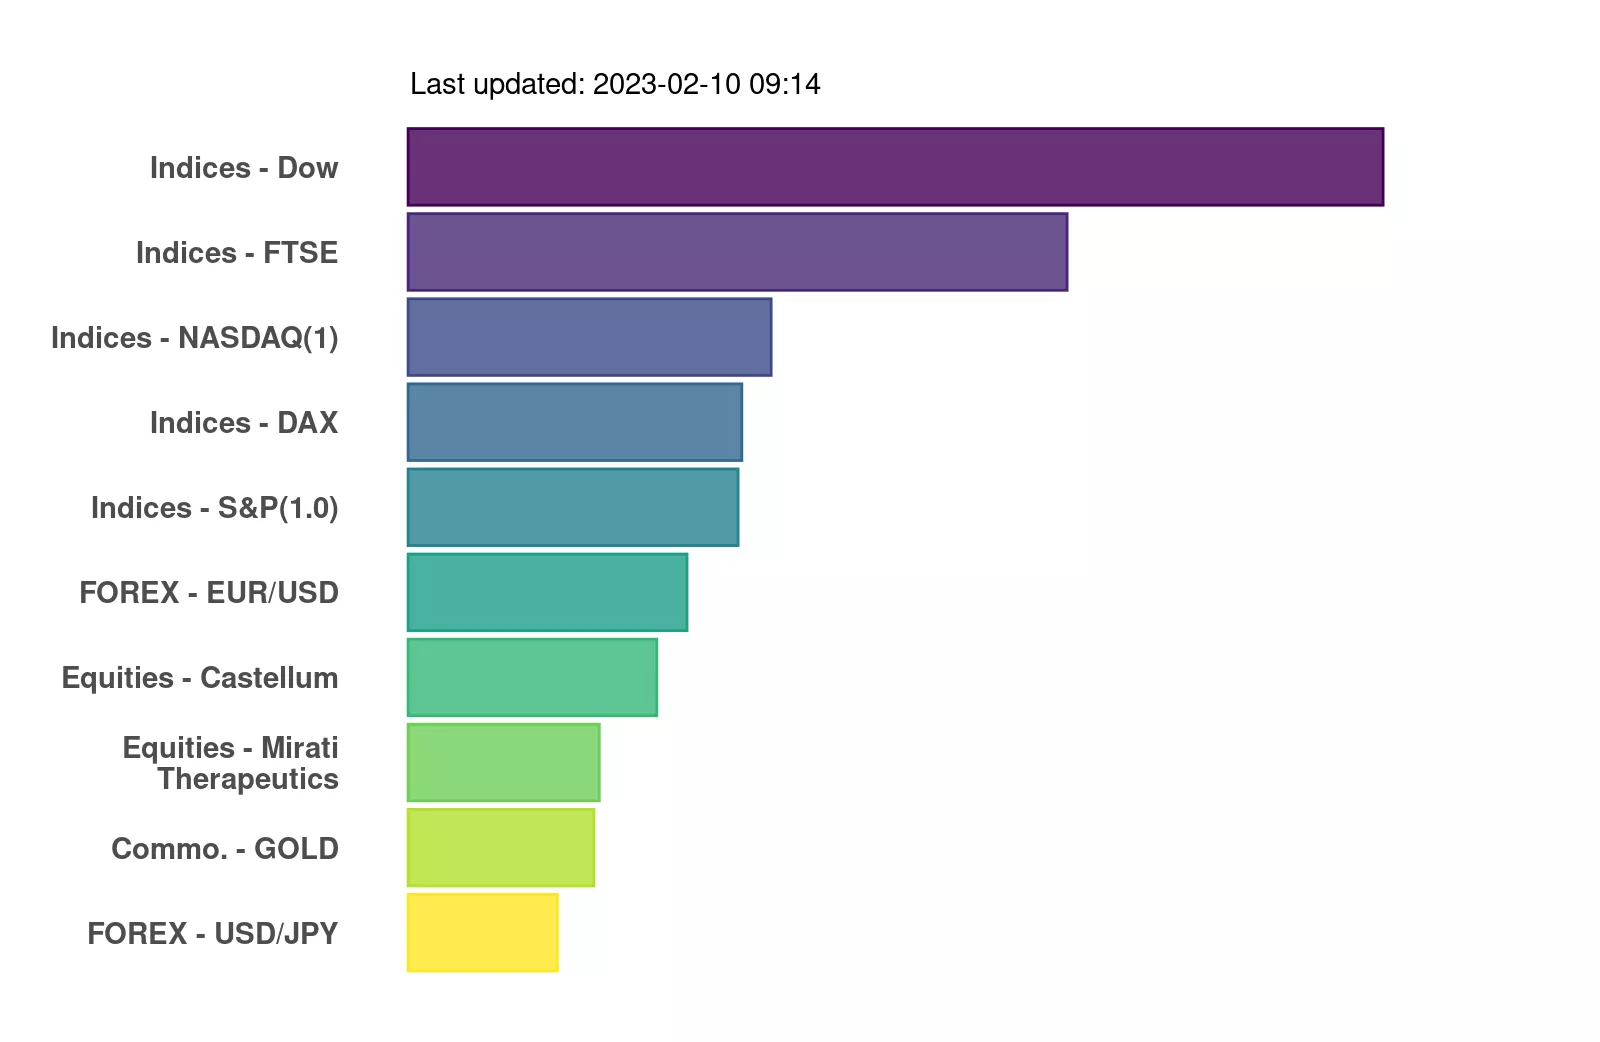 Last updated: 2023-02-10 09:14
Indices - Dow
Indices - FTSE
Indices - NASDAQ(1)
Indices - DAX
Indices - S&P(1.0)
FOREX - EUR/USD
Equities - Castellum
Equities - Mirati
Therapeutics
Commo. - GOLD
FOREX - USD/JPY